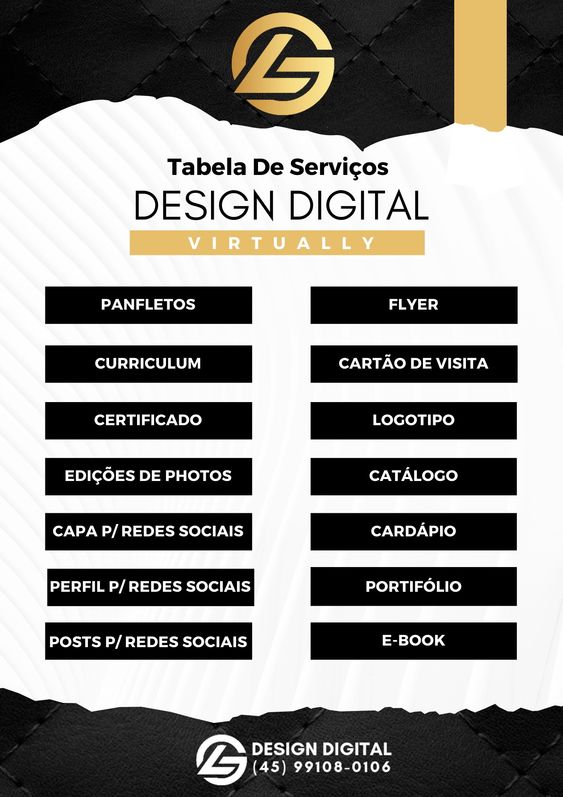 Tabela De Serviços
DESIGN DIGITAL
VIRTUALLY
PANFLETOS
FLYER
CURRICULUM
CARTÃO DE VISITA
CERTIFICADO
LOGOTIPO
EDIÇÕES DE PHOTOS
CATÁLOGO
CAPA P/ REDES SOCIAIS
CARDÁPIO
PERFIL P/ REDES SOCIAIS
PORTIFÓLIO
POSTS P/ REDES SOCIAIS
E-BOOK
DESIGN DIGITAL
(45) 99108-0106